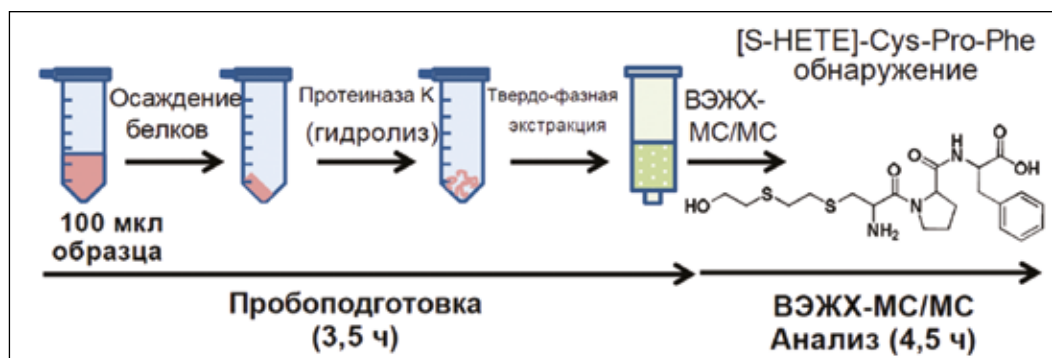 [S-HETE]-Cys-Pro-Phe
обнаружение
Осаждение
белков
Протеиназа К
(гидролиз)
Твердо-фазная
экстракция
ВЭЖХ-
МС/МС
100 мкл
образца
HO
S
S
O
NH₂
N
O
H
N
O
OH
Пробоподготовка
(3,5 ч)
ВЭЖХ-МС/МС
Анализ (4,5 ч)